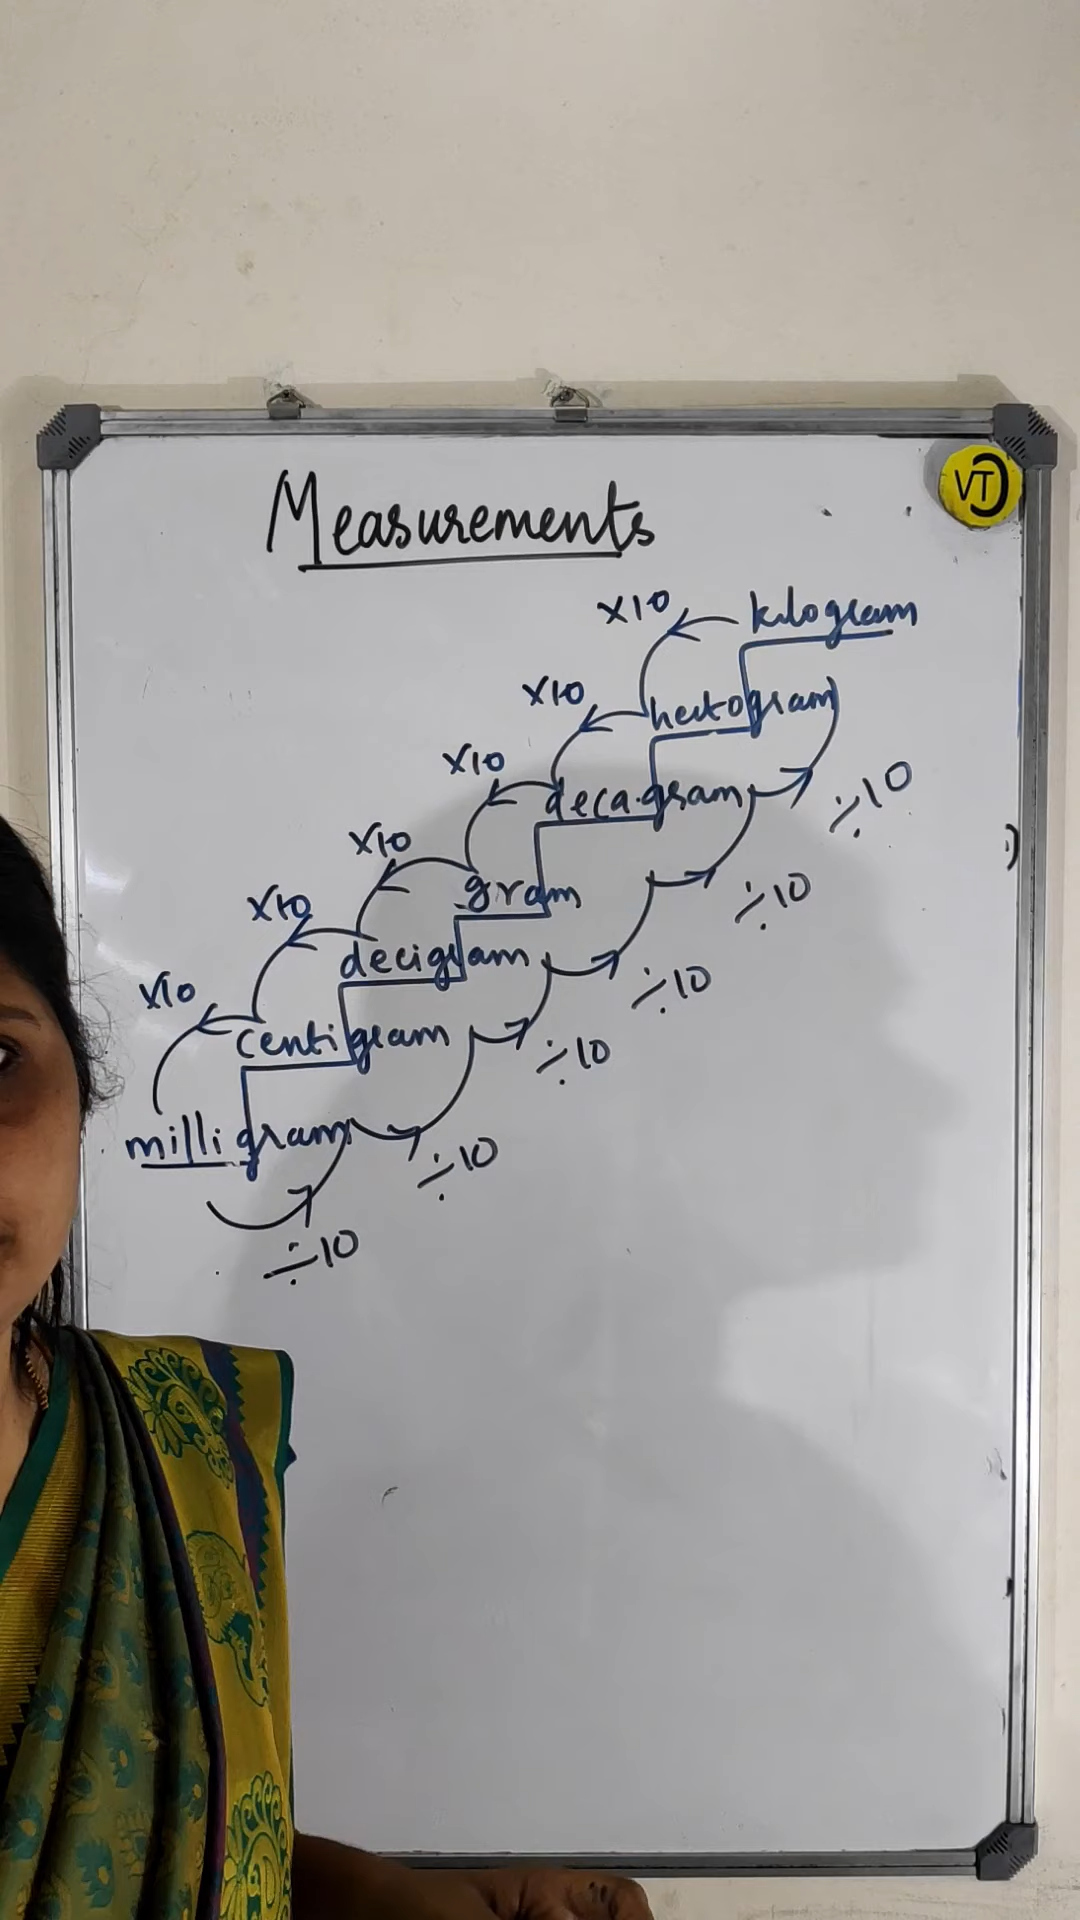 Measurements
VT
x10 kilogram
x10 hectogram
x10 decagram ÷10
x10 gram ÷10
x10 decigram ÷10
x10 centigram ÷10
milligram ÷10
÷10